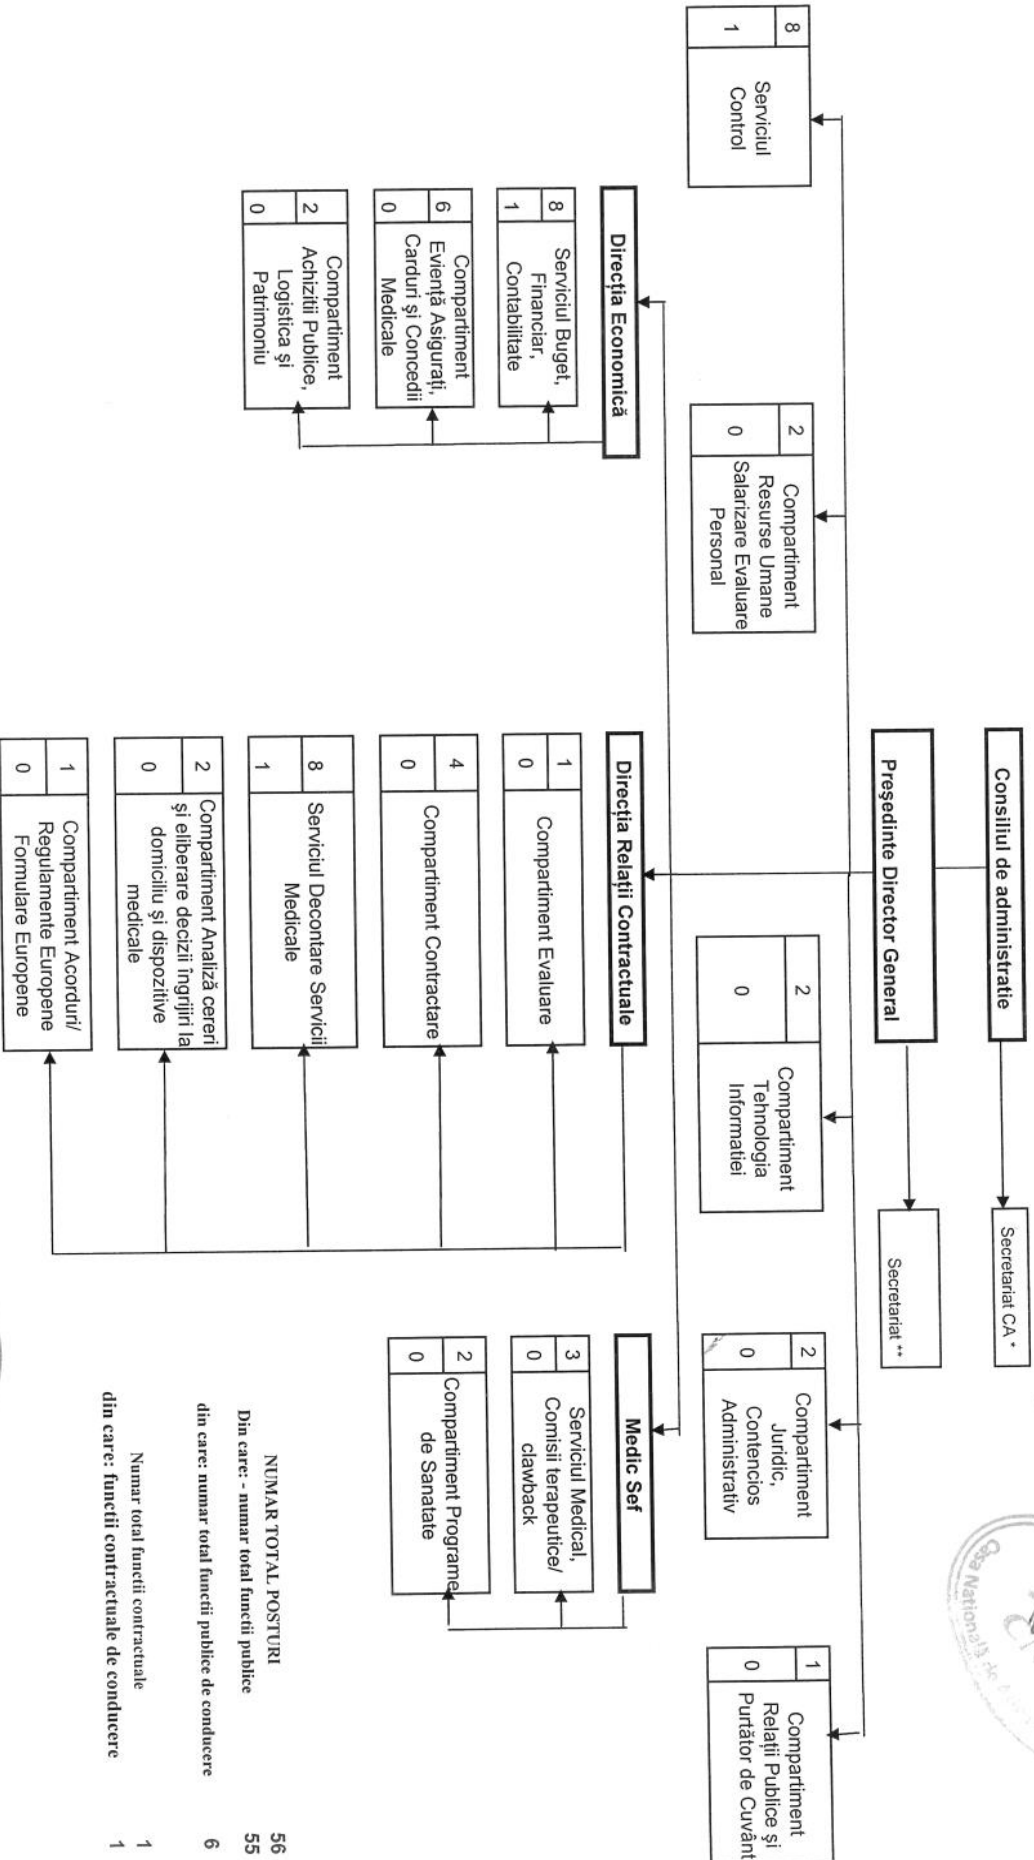 Consiliul de administratie
Secretariat CA *
Președinte Director General
Secretariat **
8
1
Serviciul
Control
2
0
Compartiment
Resurse Umane
Salarizare Evaluare
Personal
2
0
Compartiment
Tehnologia
Informatiei
2
0
Compartiment
Juridic,
Contencios
Administrativ
1
0
Compartiment
Relații Publice și
Purtător de Cuvânt
Direcția Economică
8
1
Serviciul Buget,
Financiar,
Contabilitate
6
0
Compartiment
Eviență Asigurați,
Carduri și Concedii
Medicale
2
0
Compartiment
Achizitii Publice,
Logistica și
Patrimoniu
Direcția Relații Contractuale
1
0
Compartiment Evaluare
4
0
Compartiment Contractare
8
1
Serviciul Decontare Servicii
Medicale
2
0
Compartiment Analiză cereri
și eliberare decizii îngrijiri la
domiciliu și dispozitive
medicale
1
0
Compartiment Acorduri/
Regulamente Europene
Formulare Europene
Medic Sef
3
0
Serviciul Medical,
Comisii terapeutice/
clawback
2
0
Compartiment Programe
de Sanatate
NUMAR TOTAL POSTURI 56
Din care: - numar total functii publice 55
din care: numar total functii publice de conducere 6
Numar total functii contractuale 1
din care: functii contractuale de conducere 1
Nationala de